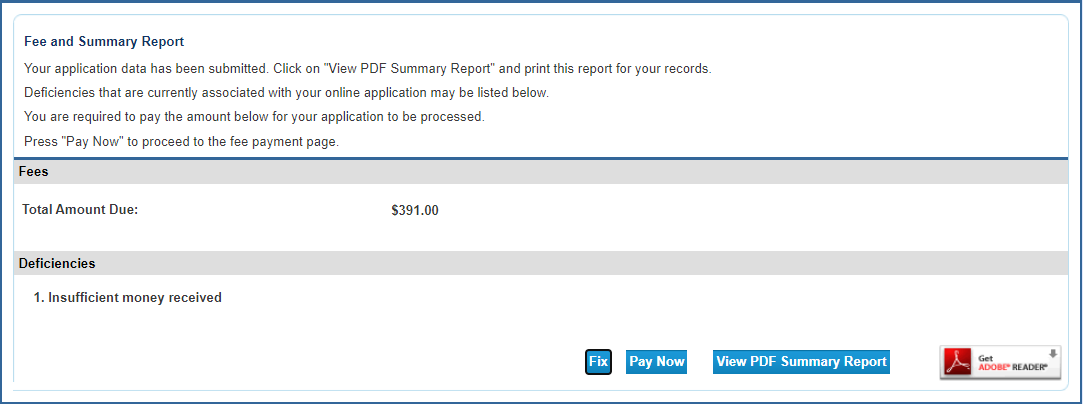 Fee and Summary Report
Your application data has been submitted. Click on "View PDF Summary Report" and print this report for your records.
Deficiencies that are currently associated with your online application may be listed below.
You are required to pay the amount below for your application to be processed.
Press "Pay Now" to proceed to the fee payment page.
Fees
Total Amount Due: $391.00
Deficiencies
1. Insufficient money received
Fix Pay Now View PDF Summary Report
Get
ADOBE® READER®